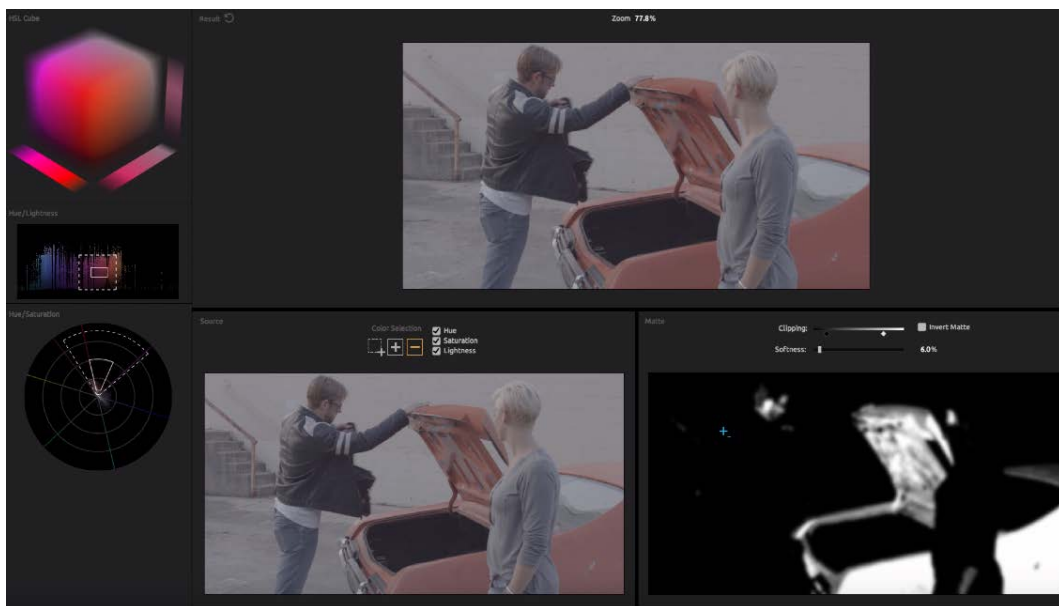 HSL Cube
Result
Zoom 77.8%
Hue/Lightness
Hue/Saturation
Source
Color Selection
Hue
Saturation
Lightness
Matte
Clipping:
Invert Matte
Softness:
6.0%